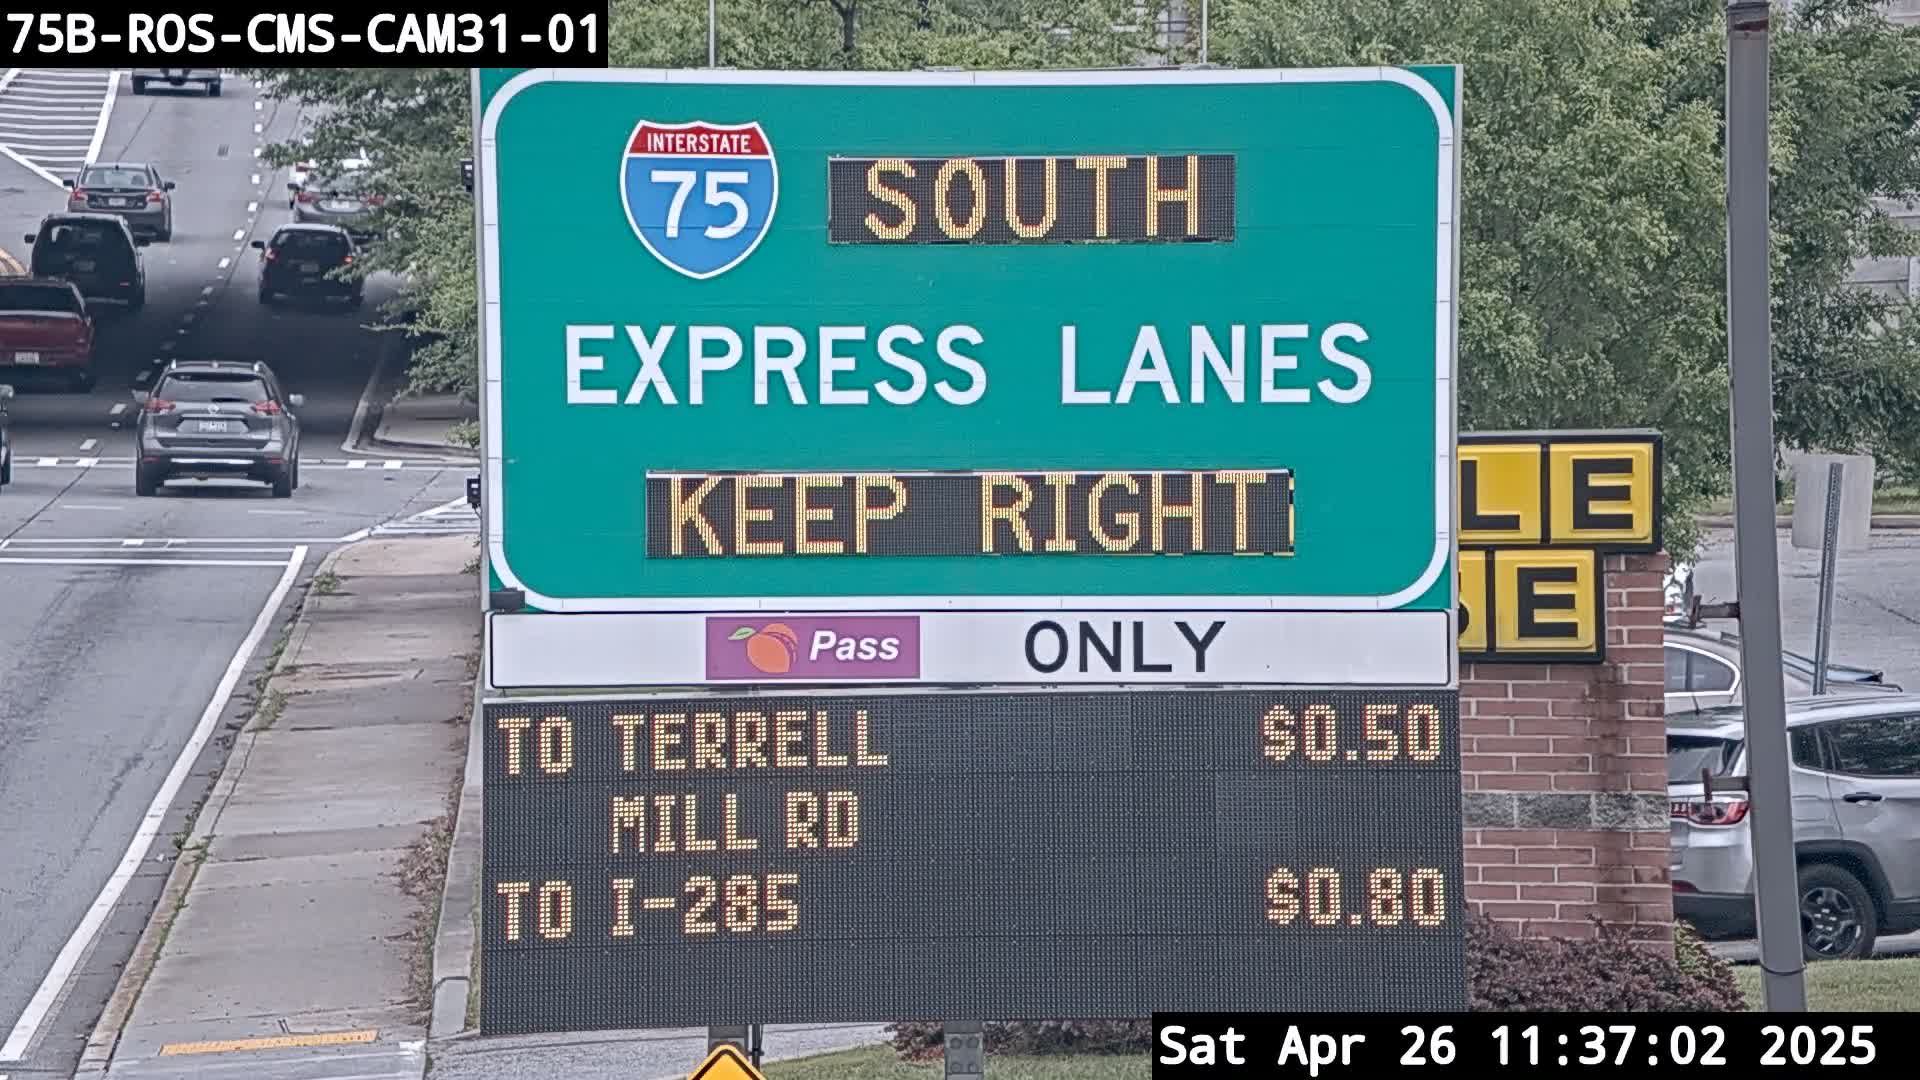 75B-ROS-CMS-CAM31-01
INTERSTATE
75
SOUTH
EXPRESS LANES
KEEP RIGHT
Pass
ONLY
TO TERRELL $0.50
MILL RD
TO I-285 $0.80
LE
E
Sat Apr 26 11:37:02 2025